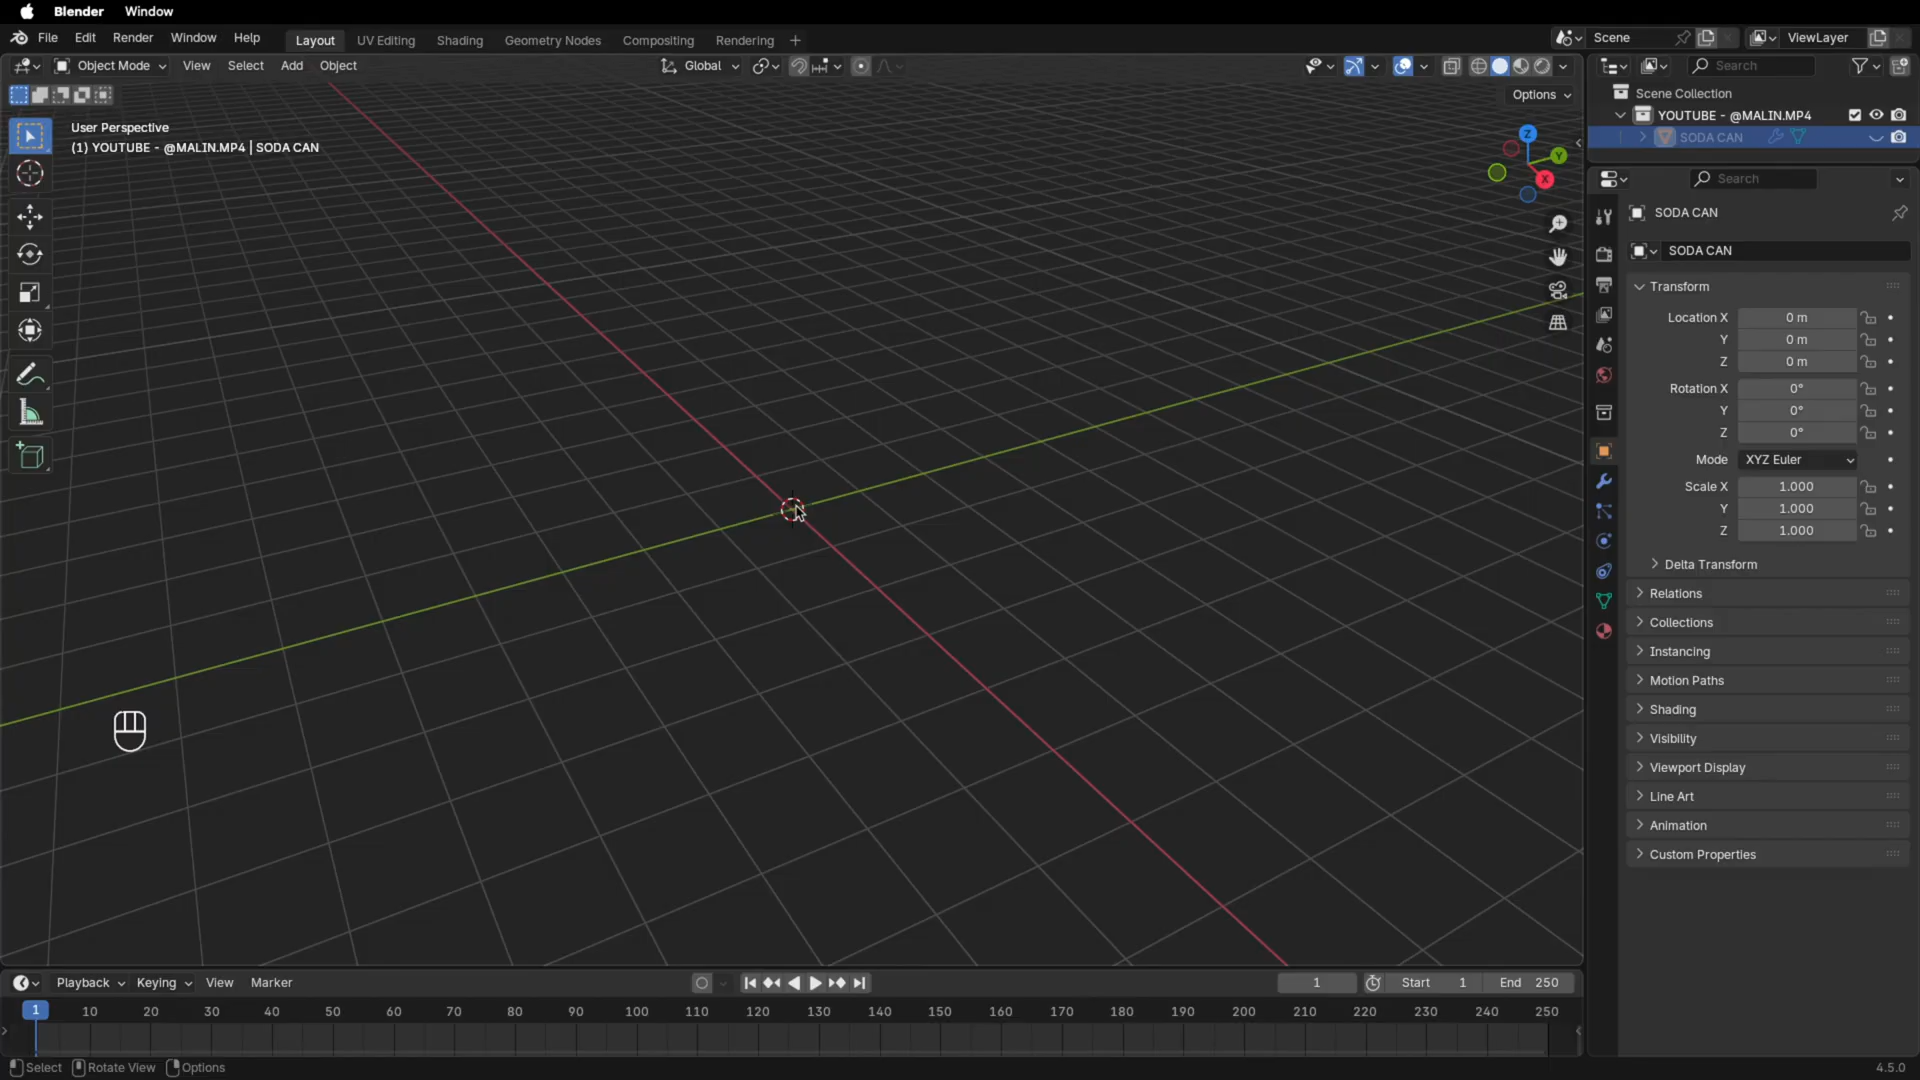 Blender Window
File Edit Render Window Help Layout UV Editing Shading Geometry Nodes Compositing Rendering + Scene ViewLayer
Object Mode View Select Add Object Global Search
Options
Scene Collection
YOUTUBE - @MALIN.MP4
SODA CAN
User Perspective
(1) YOUTUBE - @MALIN.MP4 | SODA CAN
Z
Y
X
Search
SODA CAN
SODA CAN
Transform
Location X 0 m
Y 0 m
Z 0 m
Rotation X 0°
Y 0°
Z 0°
Mode XYZ Euler
Scale X 1.000
Y 1.000
Z 1.000
Delta Transform
Relations
Collections
Instancing
Motion Paths
Shading
Visibility
Viewport Display
Line Art
Animation
Custom Properties
Playback Keying View Marker 1 Start 1 End 250
1 10 20 30 40 50 60 70 80 90 100 110 120 130 140 150 160 170 180 190 200 210 220 230 240 250
Select Rotate View Options 4.5.0